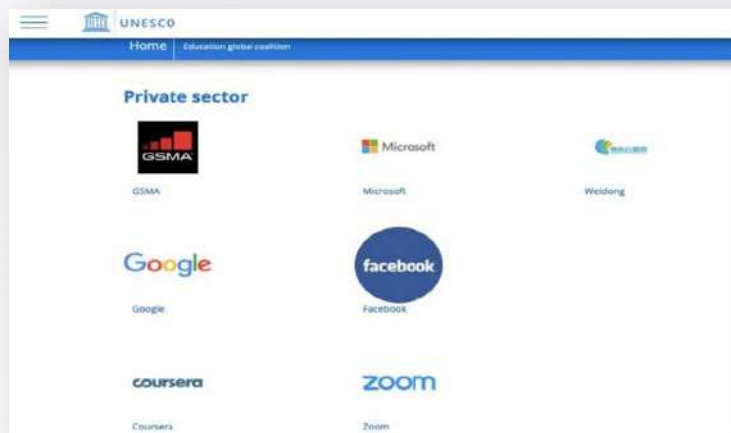 UNESCO
Home Education global coalition
Private sector
GSMA Microsoft
GSMA Microsoft Weidong
Google facebook
Google Facebook
coursera zoom
Coursera Zoom